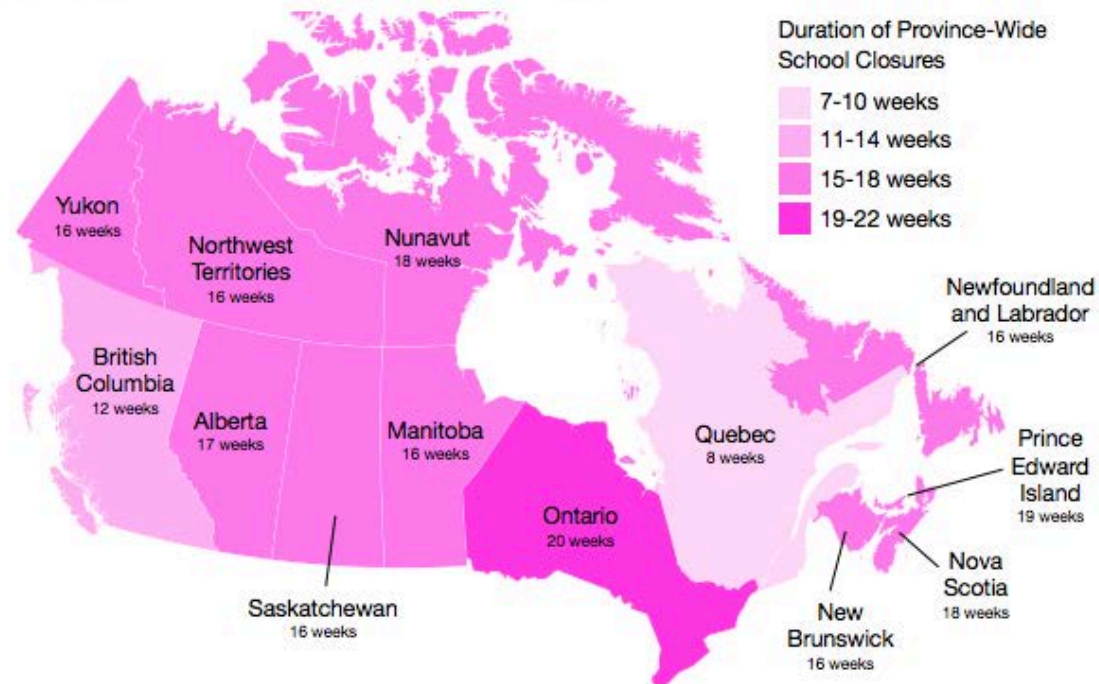 Duration of Province-Wide
School Closures
7-10 weeks
11-14 weeks
15-18 weeks
19-22 weeks
Yukon
16 weeks
Northwest
Territories
16 weeks
Nunavut
18 weeks
Newfoundland
and Labrador
16 weeks
British
Columbia
12 weeks
Alberta
17 weeks
Manitoba
16 weeks
Quebec
8 weeks
Prince
Edward
Island
19 weeks
Ontario
20 weeks
Nova
Scotia
18 weeks
Saskatchewan
16 weeks
New
Brunswick
16 weeks